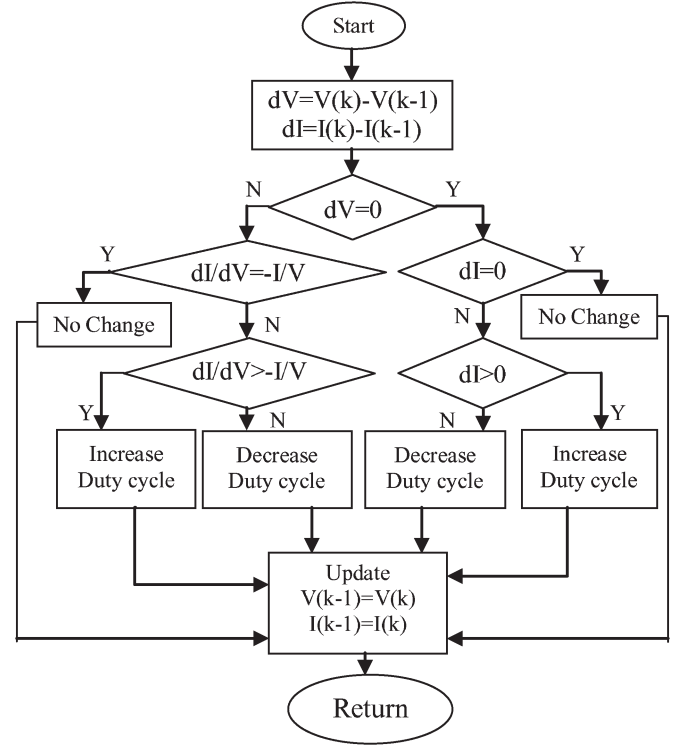 Start
dV=V(k)-V(k-1)
dI=I(k)-I(k-1)
N
Y
dV=0
Y
dI/dV=-I/V
dI=0
Y
No Change
N
N
No Change
dI/dV>-I/V
dI>0
Y
N
N
Y
Increase
Duty cycle
Decrease
Duty cycle
Decrease
Duty cycle
Increase
Duty cycle
Update
V(k-1)=V(k)
I(k-1)=I(k)
Return